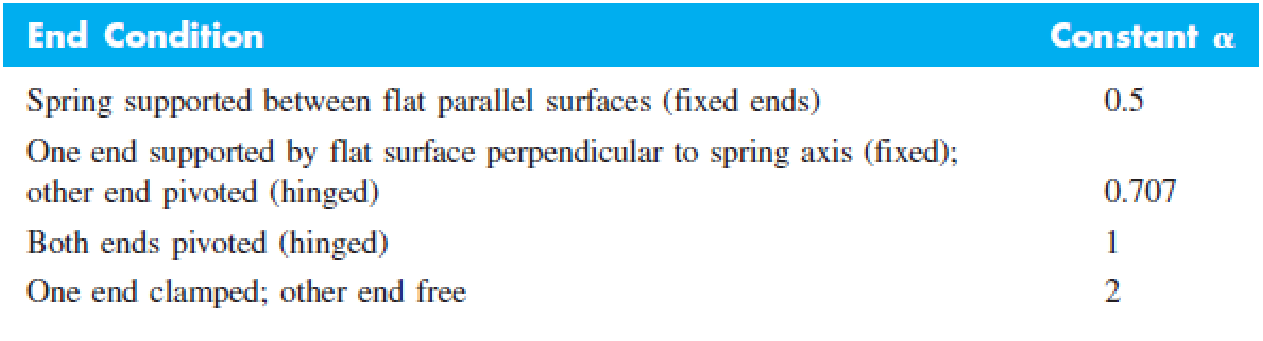 End Condition Constant α
Spring supported between flat parallel surfaces (fixed ends) 0.5
One end supported by flat surface perpendicular to spring axis (fixed);
other end pivoted (hinged) 0.707
Both ends pivoted (hinged) 1
One end clamped; other end free 2